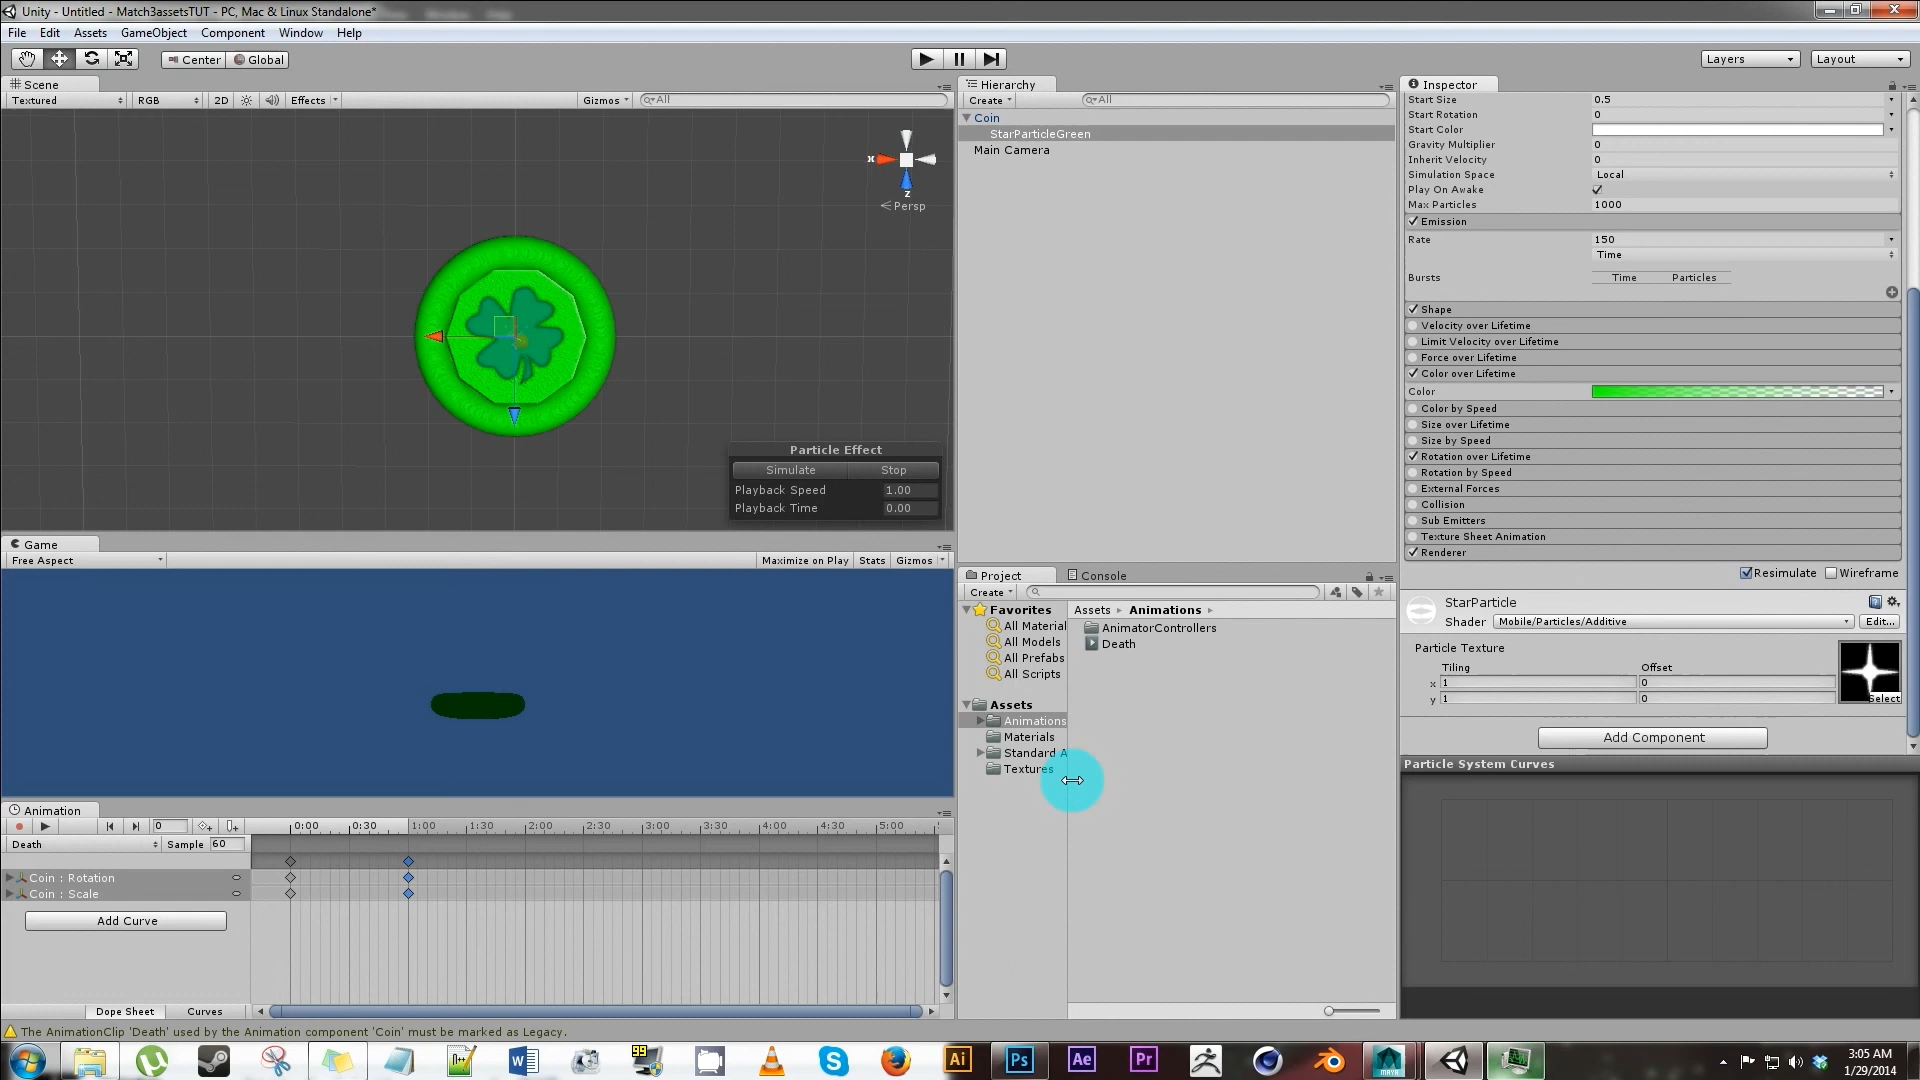 Unity - Untitled - Match3assetsTUT - PC, Mac & Linux Standalone*
File Edit Assets GameObject Component Window Help
Center Global
Layers
Layout
Scene
Textured RGB 2D Effects Gizmos All
x
z
Persp
Particle Effect
Simulate Stop
Playback Speed 1.00
Playback Time 0.00
Game
Free Aspect Maximize on Play Stats Gizmos
Animation
0 0:00 0:30 1:00 1:30 2:00 2:30 3:00 3:30 4:00 4:30 5:00
Death Sample 60
Coin : Rotation
Coin : Scale
Add Curve
Dope Sheet Curves
The AnimationClip 'Death' used by the Animation component 'Coin' must be marked as Legacy.
Hierarchy
Create All
Coin
StarParticleGreen
Main Camera
Project Console
Create
Favorites
All Material
All Models
All Prefabs
All Scripts
Assets
Animations
Materials
Standard A
Textures
Assets Animations
AnimatorControllers
Death
Inspector
Start Size 0.5
Start Rotation 0
Start Color
Gravity Multiplier 0
Inherit Velocity 0
Simulation Space Local
Play On Awake
Max Particles 1000
Emission
Rate 150
Time
Bursts Time Particles
Shape
Velocity over Lifetime
Limit Velocity over Lifetime
Force over Lifetime
Color over Lifetime
Color
Color by Speed
Size over Lifetime
Size by Speed
Rotation over Lifetime
Rotation by Speed
External Forces
Collision
Sub Emitters
Texture Sheet Animation
Renderer
Resimulate Wireframe
StarParticle
Shader Mobile/Particles/Additive Edit...
Particle Texture
Tiling Offset
x 1 0
y 1 0
Select
Add Component
Particle System Curves
99
Ai Ps Ae Pr
MAYA
3:05 AM
1/29/2014